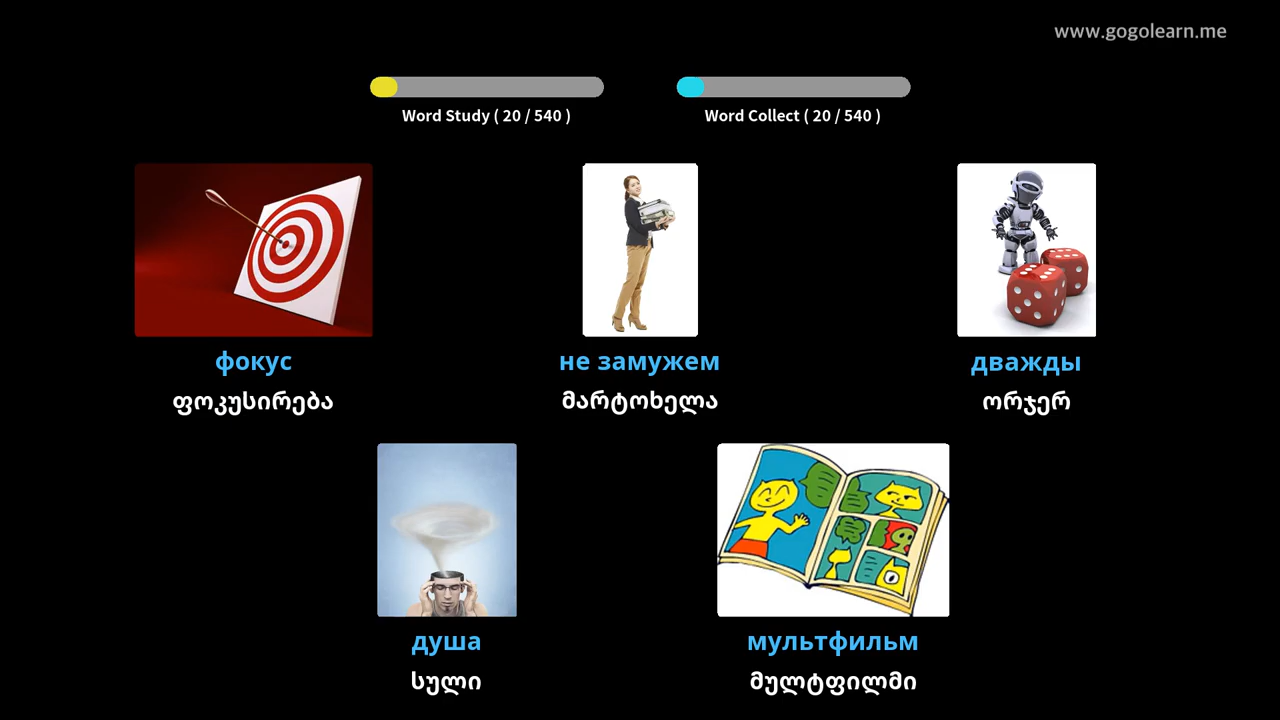 www.gogolearn.me
Word Study ( 20 / 540 )
Word Collect ( 20 / 540 )
фокус
не замужем
дважды
ფოკუსირება
მარტოხელა
ორჯერ
душа
мультфильм
სული
მულტფილმი